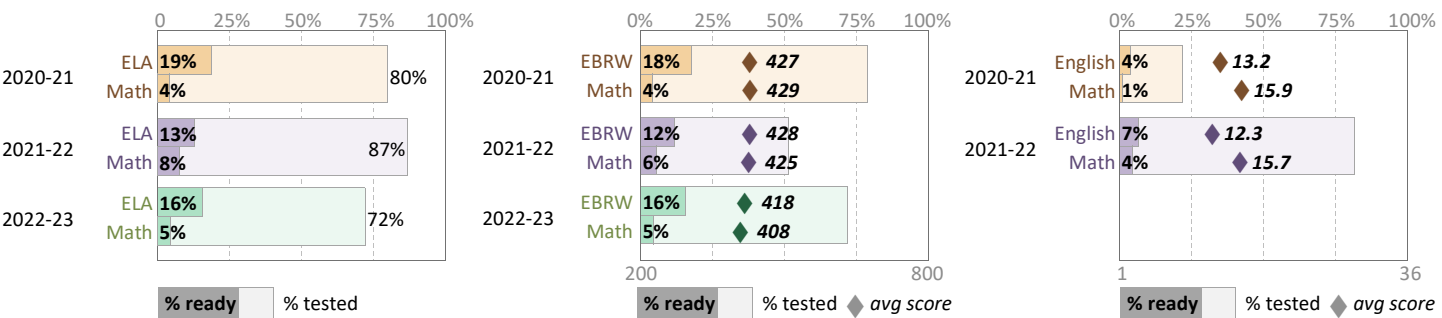 0 25% 50% 75% 100%
2020-21
ELA 19%
Math 4%
80%
2021-22
ELA 13%
Math 8%
87%
2022-23
ELA 16%
Math 5%
72%
% ready % tested
0% 25% 50% 75% 100%
2020-21
EBRW 18% 427
Math 4% 429
2021-22
EBRW 12% 428
Math 6% 425
2022-23
EBRW 16% 418
Math 5% 408
200 800
% ready % tested avg score
0% 25% 50% 75% 100%
2020-21
English 4% 13.2
Math 1% 15.9
2021-22
English 7% 12.3
Math 4% 15.7
1 36
% ready % tested avg score